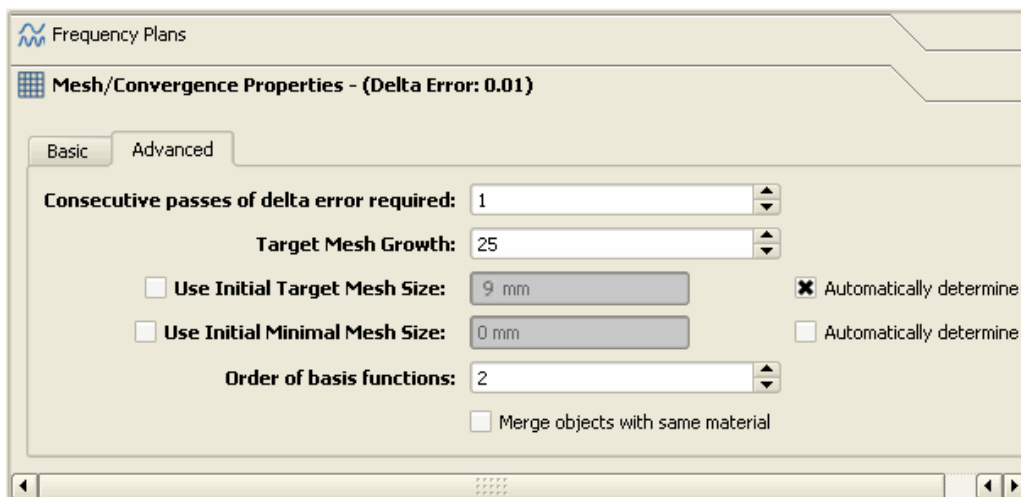 Frequency Plans
Mesh/Convergence Properties - (Delta Error: 0.01)
Basic Advanced
Consecutive passes of delta error required: 1
Target Mesh Growth: 25
Use Initial Target Mesh Size: 9 mm Automatically determine
Use Initial Minimal Mesh Size: 0 mm Automatically determine
Order of basis functions: 2
Merge objects with same material